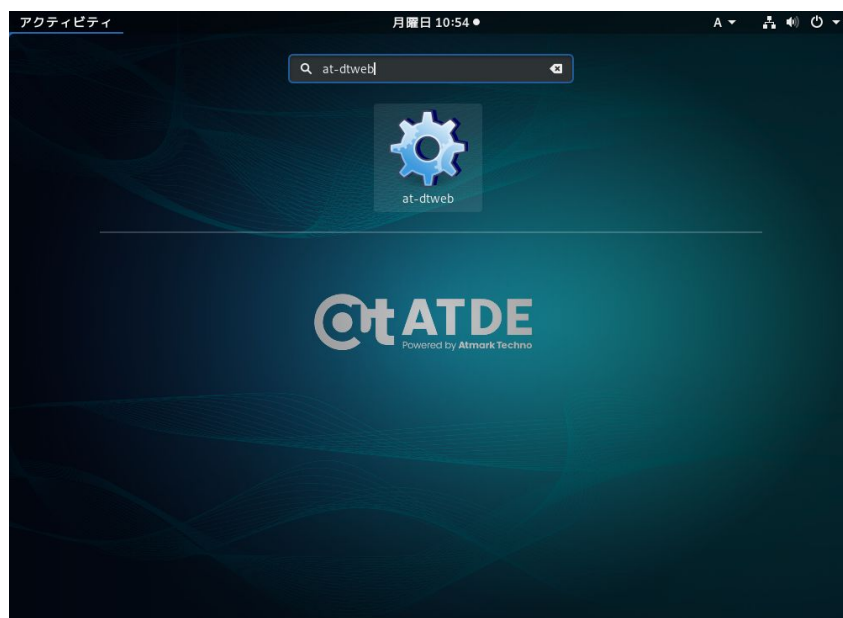 アクティビティ 月曜日 10:54 A
at-dtweb
at-dtweb
at ATDE
Powered by Atmark Techno